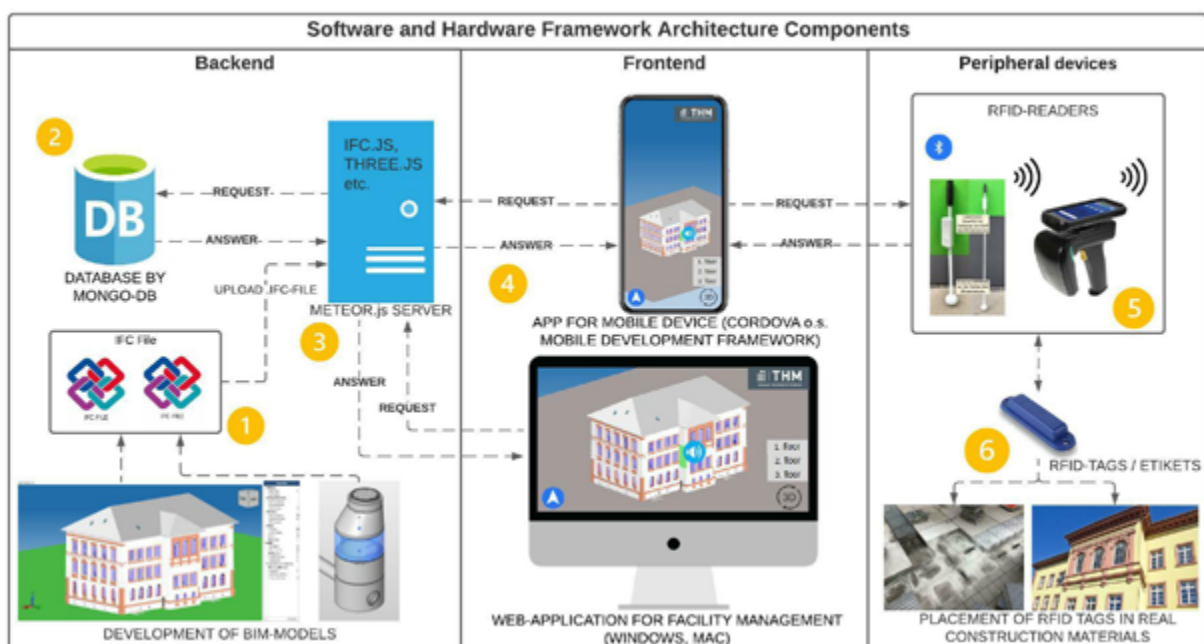 Software and Hardware Framework Architecture Components
Backend
Frontend
Peripheral devices
2
DB
DATABASE BY
MONGO-DB
REQUEST
ANSWER
UPLOAD IFC-FILE
IFC.JS,
THREE.JS
etc.
METEOR.js SERVER
3
IFC File
IFC-FILE
IFC-FILE
1
ANSWER
REQUEST
DEVELOPMENT OF BIM-MODELS
REQUEST
ANSWER
4
THM
1. floor
2. floor
3. floor
3D
APP FOR MOBILE DEVICE (CORDOVA o.s.
MOBILE DEVELOPMENT FRAMEWORK)
THM
1. floor
2. floor
3. floor
3D
WEB-APPLICATION FOR FACILITY MANAGEMENT
(WINDOWS, MAC)
REQUEST
ANSWER
RFID-READERS
5
6
RFID-TAGS / ETIKETS
PLACEMENT OF RFID TAGS IN REAL
CONSTRUCTION MATERIALS